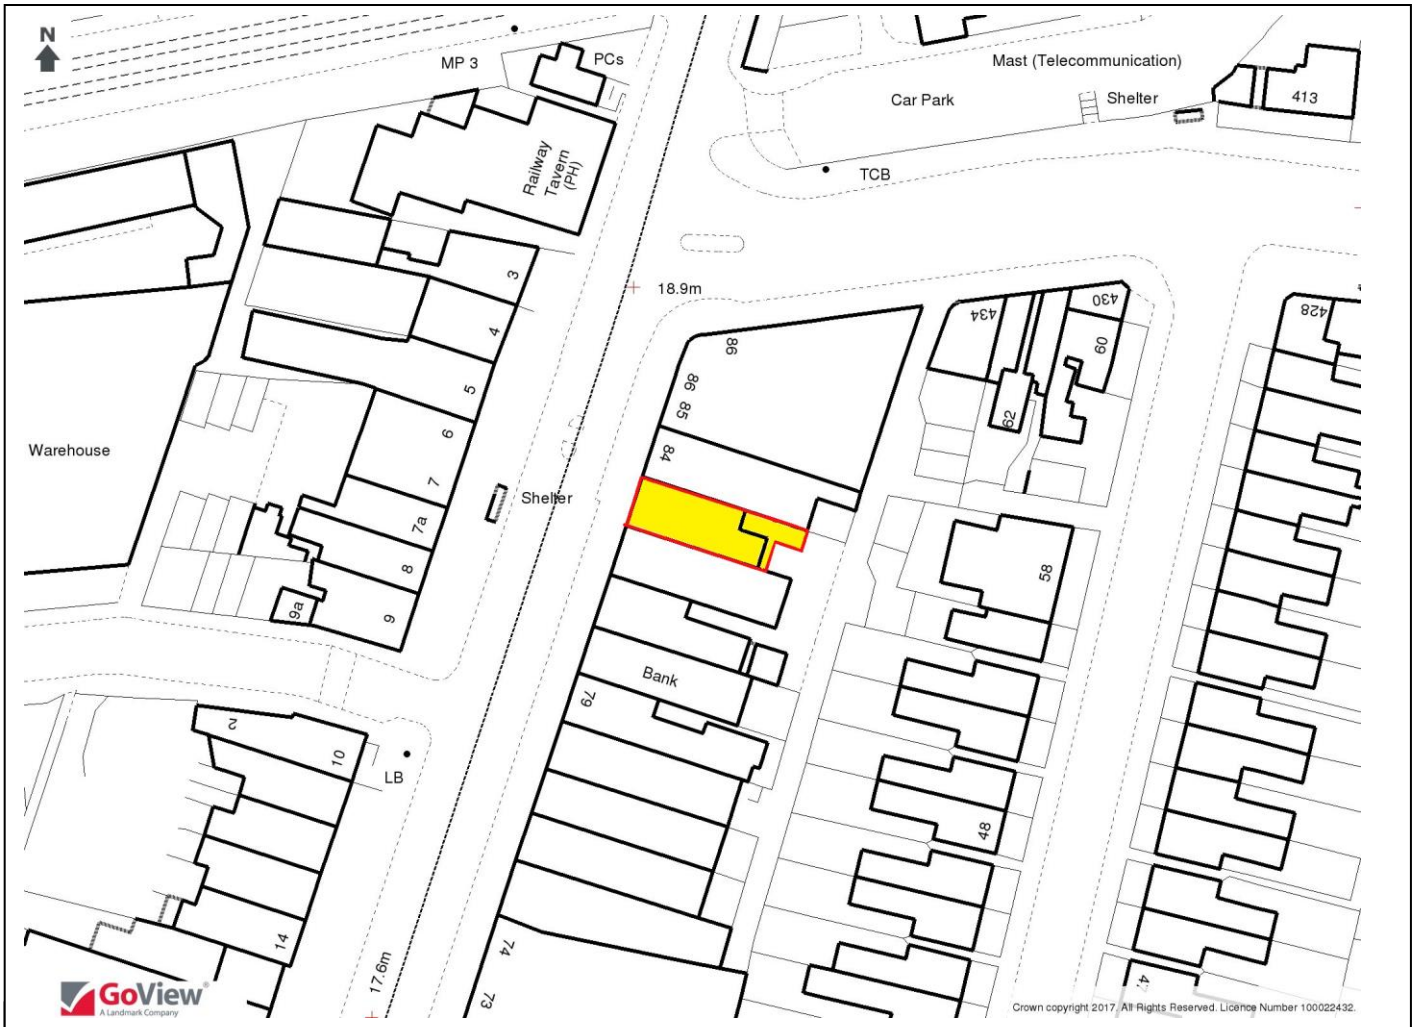 N
MP 3
PCs
Mast (Telecommunication)
Car Park
Shelter
413
TCB
Railway
Tavern
(PH)
18.9m
3
4
5
6
7
7a
8
9
9a
Warehouse
Shelter
86
86
85
84
434
430
60
62
428
58
Bank
79
2
10
LB
14
48
74
73
17.6m
GoView
A Landmark Company
Crown copyright 2017. All Rights Reserved. Licence Number 100022432.